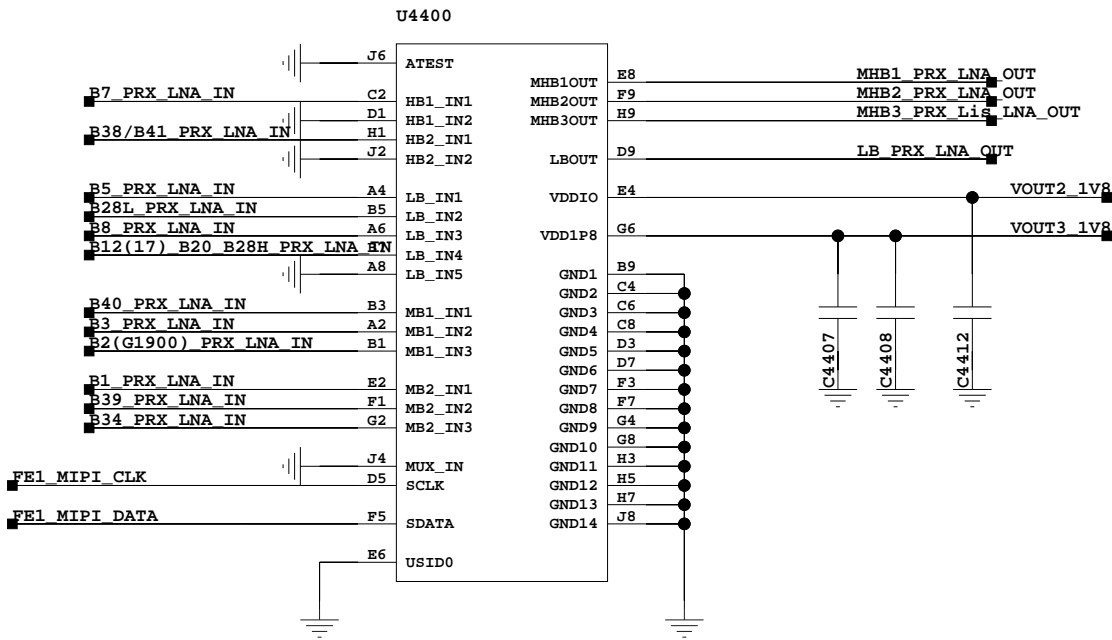 U4400
J6 ATEST
B7_PRX_LNA_IN C2 HB1_IN1
D1 HB1_IN2
B38/B41_PRX_LNA_IN H1 HB2_IN1
J2 HB2_IN2
B5_PRX_LNA_IN A4 LB_IN1
B28L_PRX_LNA_IN B5 LB_IN2
B8_PRX_LNA_IN A6 LB_IN3
B12(17)_B20_B28H_PRX_LNA_IN LB_IN4
A8 LB_IN5
B40_PRX_LNA_IN B3 MB1_IN1
B3_PRX_LNA_IN A2 MB1_IN2
B2(G1900)_PRX_LNA_IN B1 MB1_IN3
B1_PRX_LNA_IN E2 MB2_IN1
B39_PRX_LNA_IN F1 MB2_IN2
B34_PRX_LNA_IN G2 MB2_IN3
J4 MUX_IN
FE1_MIPI_CLK D5 SCLK
FE1_MIPI_DATA F5 SDATA
E6 USID0
MHB1OUT E8 MHB1_PRX_LNA_OUT
MHB2OUT F9 MHB2_PRX_LNA_OUT
MHB3OUT H9 MHB3_PRX_Lis_LNA_OUT
LBOUT D9 LB_PRX_LNA_OUT
VDDIO E4 VOUT2_1V8
VDD1P8 G6 VOUT3_1V8
GND1 B9
GND2 C4
GND3 C6
GND4 C8
GND5 D3
GND6 D7
GND7 F3
GND8 F7
GND9 G4
GND10 G8
GND11 H3
GND12 H5
GND13 H7
GND14 J8
C4407
C4408
C4412